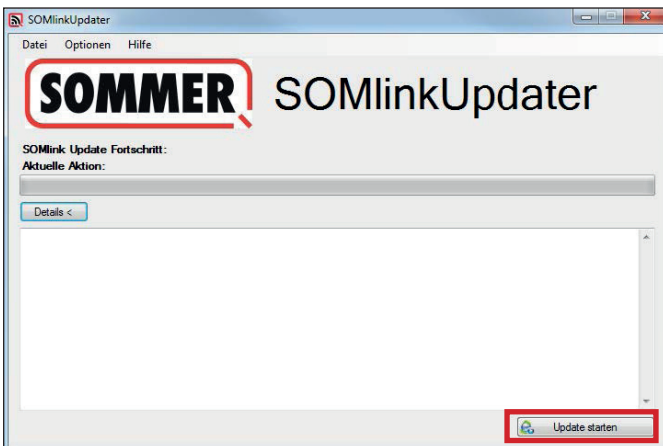 SOMlinkUpdater
Datei Optionen Hilfe
SOMMER SOMlinkUpdater
SOMlink Update Fortschritt:
Aktuelle Aktion:
Details <
Update starten